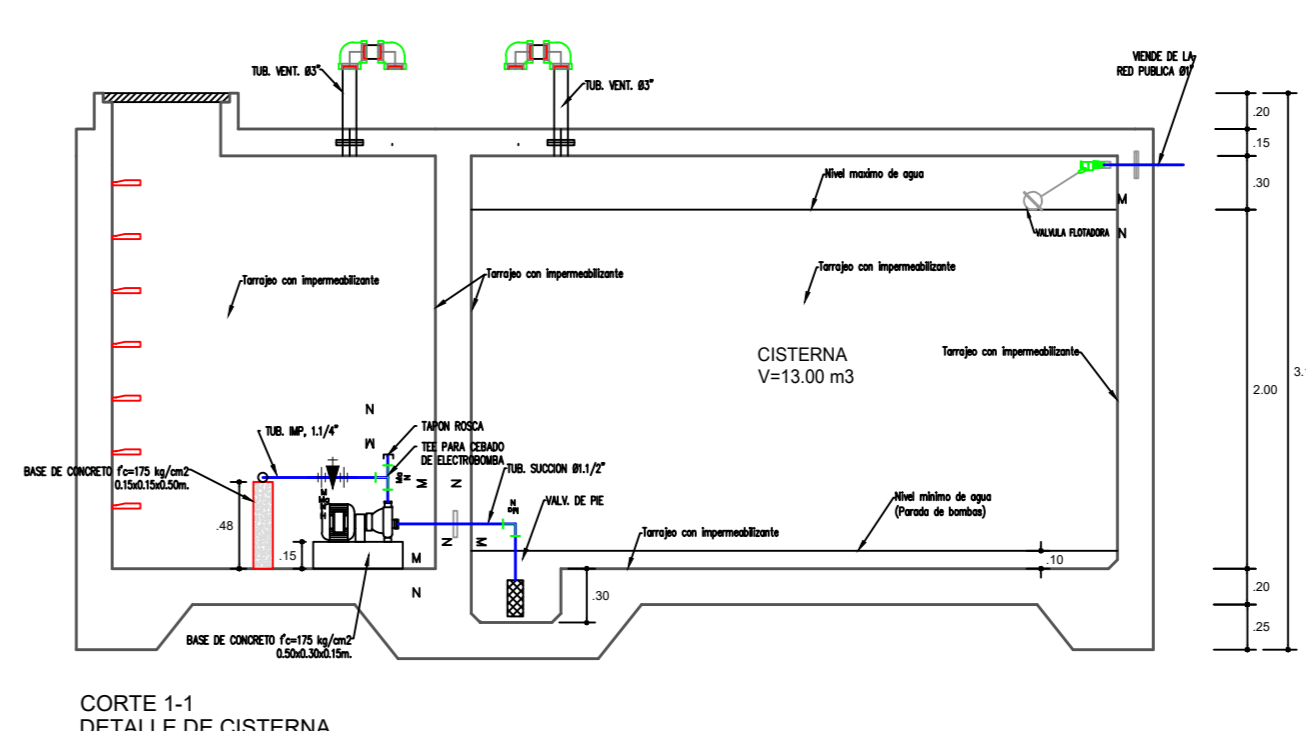 TUB. VENT. Ø3"
TUB. VENT. Ø3"
VIENDE DE LA
RED PUBLICA Ø1"
.20
.15
.30
Nivel maximo de agua
M
N
VALVULA FLOTADORA
Tarrajeo con impermeabilizante
Tarrajeo con impermeabilizante
Tarrajeo con impermeabilizante
CISTERNA
V=13.00 m3
Tarrajeo con impermeabilizante
2.00
N
M
TAPON ROSCA
TUB. IMP, 1.1/4"
TEE PARA CEBADO
DE ELECTROBOMBA
TUB. SUCCION Ø1.1/2"
BASE DE CONCRETO f'c=175 kg/cm2
0.15x0.15x0.50m.
M
N
VALV. DE PIE
Nivel minimo de agua
(Parada de bombas)
.48
.15
N
M
Tarrajeo con impermeabilizante
M
N
.10
.30
.20
.25
BASE DE CONCRETO f'c=175 kg/cm2
0.50x0.30x0.15m.
CORTE 1-1
DETALLE DE CISTERNA